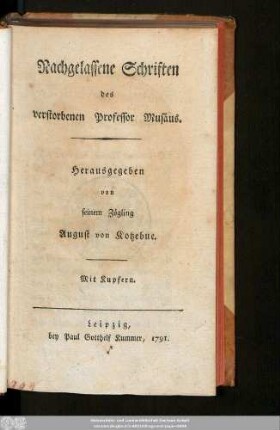 Nachgelassene Schriften
des
verstorbenen Professor Musäus.
Herausgegeben
von
seinem Zögling
August von Kotzebue.
Mit Kupfern.
Leipzig,
bey Paul Gotthelf Kummer, 1791.